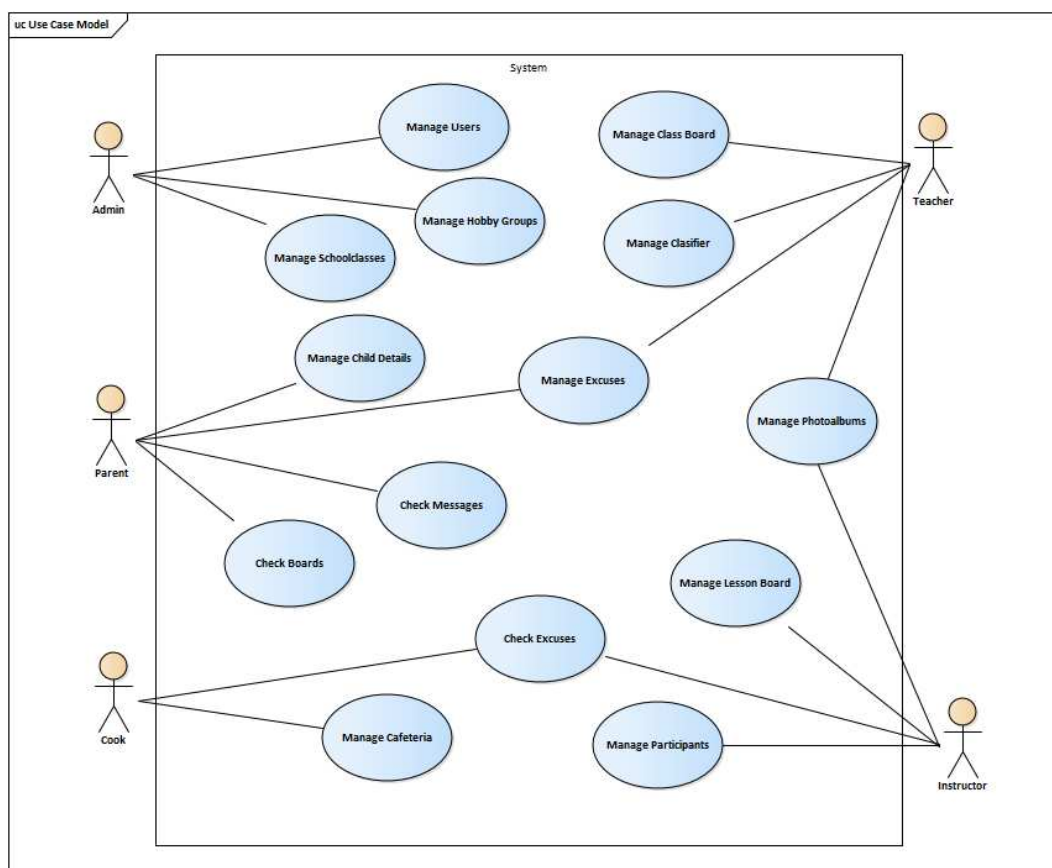 uc Use Case Model
System
Manage Users
Manage Class Board
Admin
Teacher
Manage Hobby Groups
Manage Clasifier
Manage Schoolclasses
Manage Child Details
Manage Excuses
Manage Photoalbums
Parent
Check Messages
Check Boards
Manage Lesson Board
Check Excuses
Cook
Manage Cafeteria
Manage Participants
Instructor